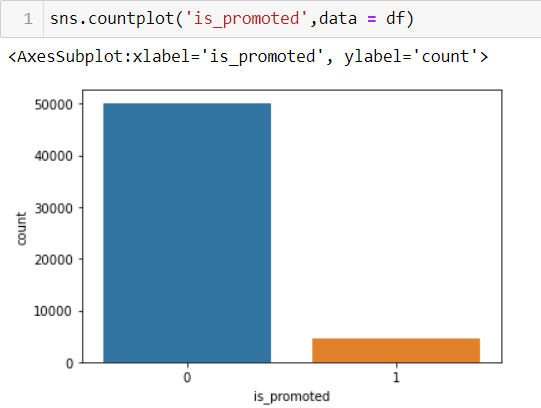 1 sns.countplot('is_promoted',data = df)
<AxesSubplot:xlabel='is_promoted', ylabel='count'>
50000
40000
30000
20000
10000
0
count
0 1
is_promoted